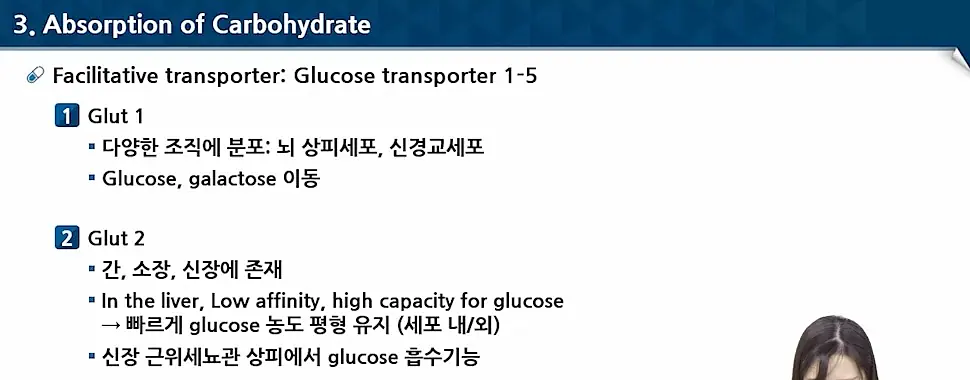 3. Absorption of Carbohydrate
Facilitative transporter: Glucose transporter 1-5
1 Glut 1
▪ 다양한 조직에 분포: 뇌 상피세포, 신경교세포
▪ Glucose, galactose 이동
2 Glut 2
▪ 간, 소장, 신장에 존재
▪ In the liver, Low affinity, high capacity for glucose
→ 빠르게 glucose 농도 평형 유지 (세포 내/외)
▪ 신장 근위세뇨관 상피에서 glucose 흡수기능